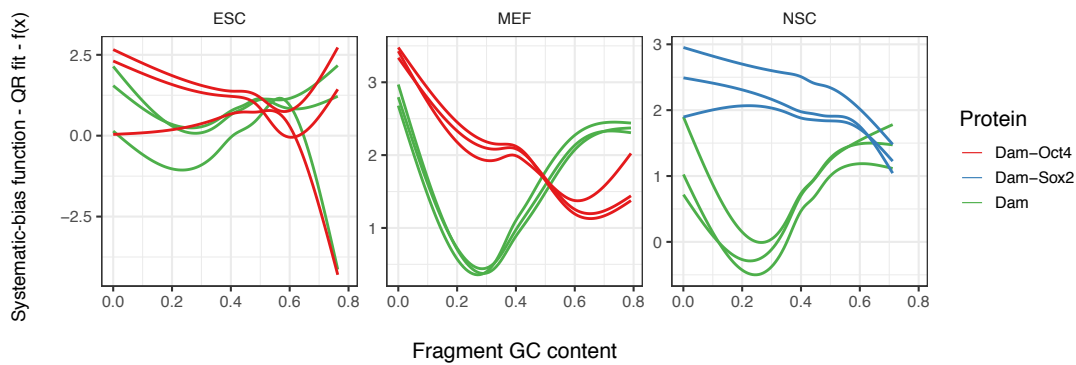 ESC
MEF
NSC
Systematic-bias function - QR fit - f(x)
2.5
0.0
−2.5
3
2
1
3
2
1
0
0.0 0.2 0.4 0.6 0.8
0.0 0.2 0.4 0.6 0.8
0.0 0.2 0.4 0.6 0.8
Fragment GC content
Protein
Dam−Oct4
Dam−Sox2
Dam